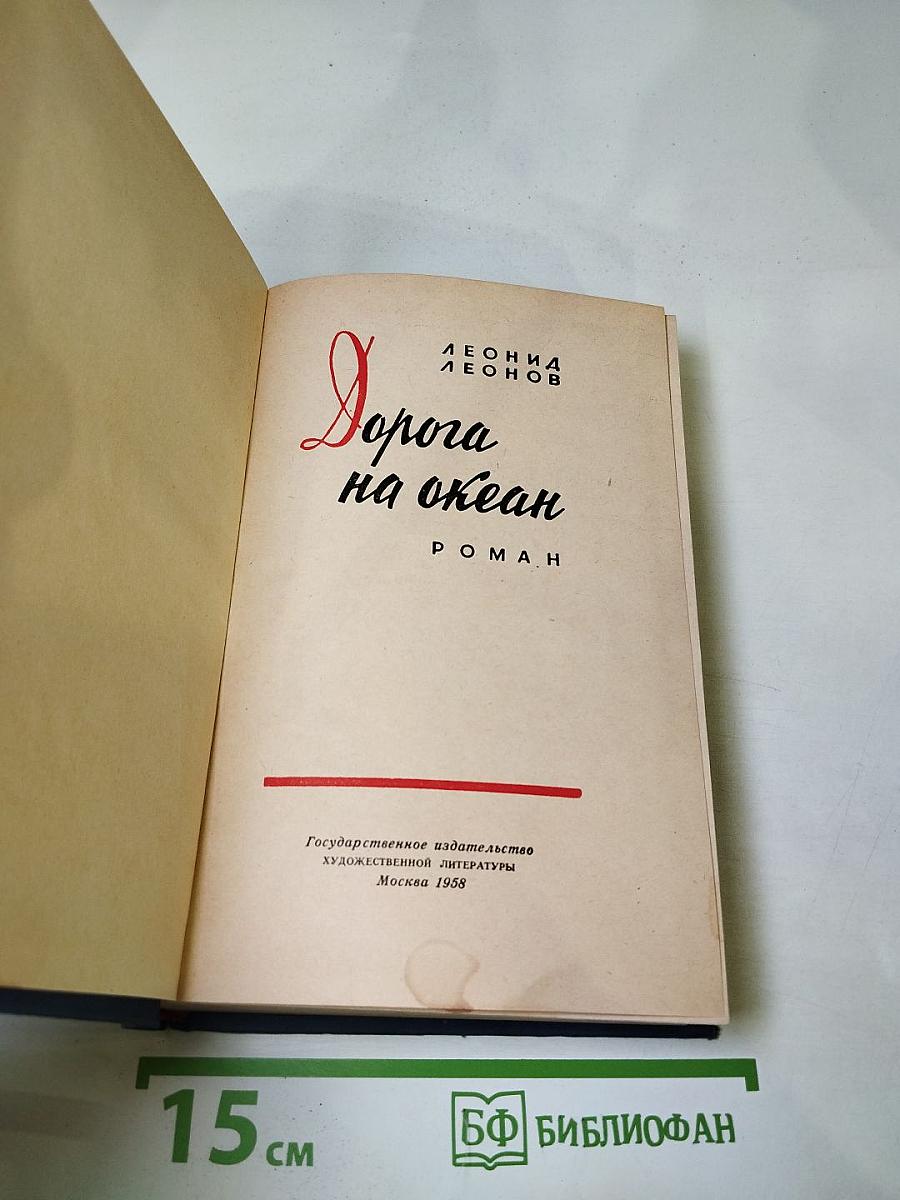 ЛЕОНИД
ЛЕОНОВ
Дорога
на океан
РОМАН
Государственное издательство
ХУДОЖЕСТВЕННОЙ ЛИТЕРАТУРЫ
Москва 1958
15 см
БФ БИБЛИОФАН